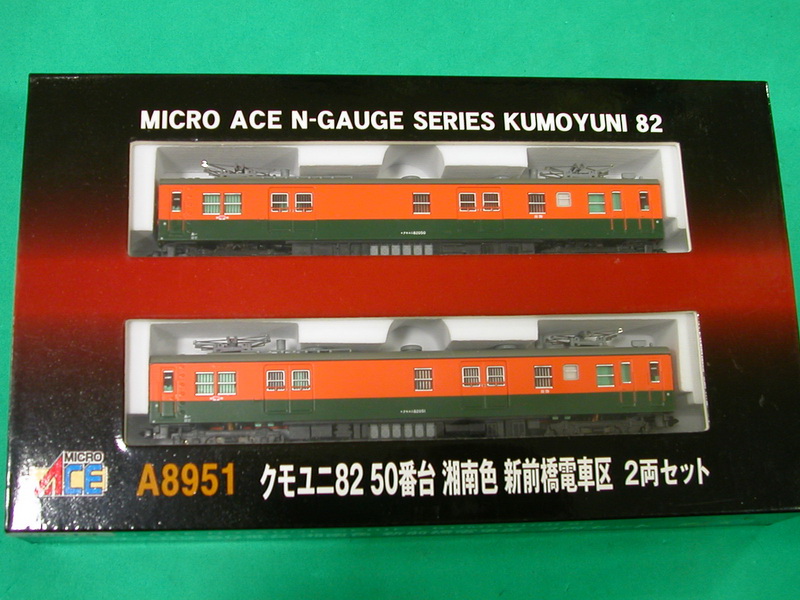 MICRO ACE N-GAUGE SERIES KUMOYUNI 82
MICRO
ACE
A8951 クモユニ82 50番台 湘南色 新前橋電車区 2両セット